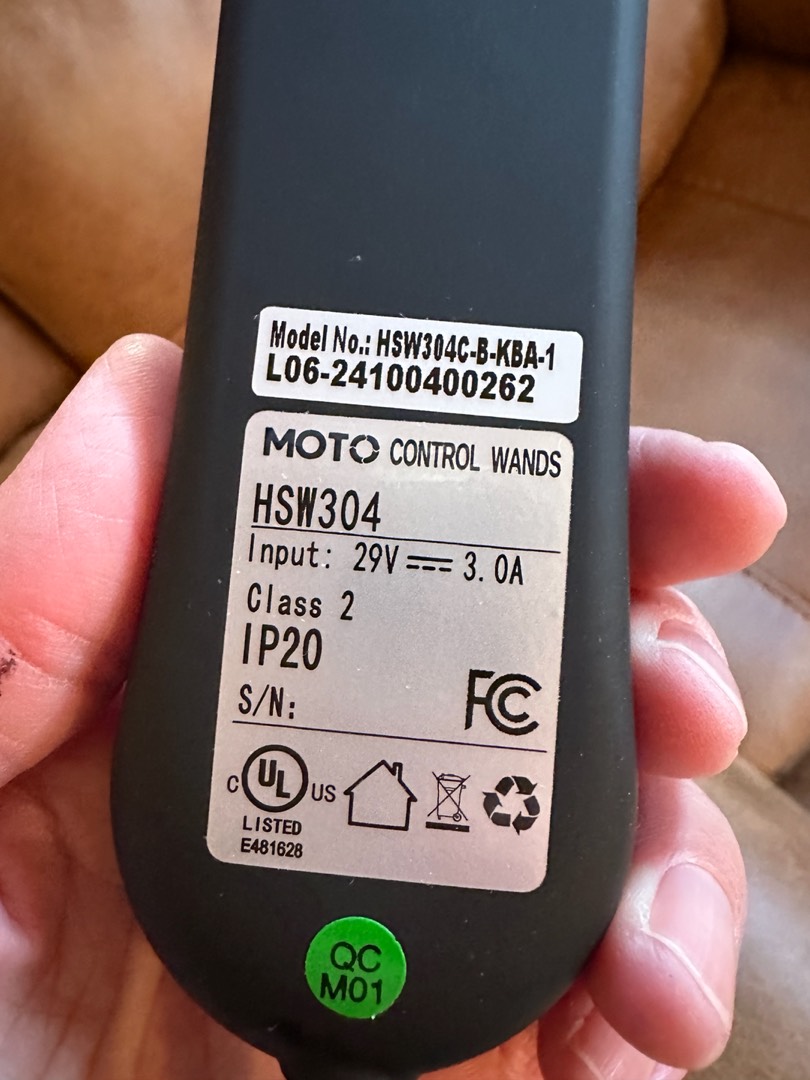 Model No.: HSW304C-B-KBA-1
L06-24100400262
MOTO CONTROL WANDS
HSW304
Input: 29V⎓3.0A
Class 2
IP20
S/N:
FC
C UL US
LISTED
E481628
QC
M01